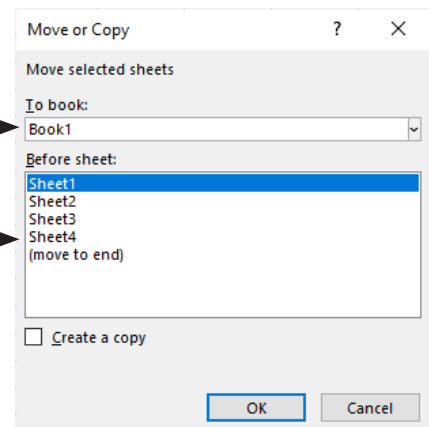 Move or Copy ? ×
Move selected sheets
To book:
Book1
Before sheet:
Sheet1
Sheet2
Sheet3
Sheet4
(move to end)
Create a copy
OK Cancel